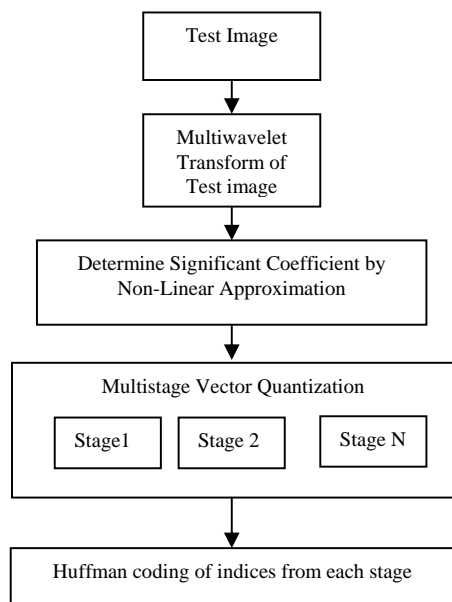 Test Image
Multiwavelet
Transform of
Test image
Determine Significant Coefficient by
Non-Linear Approximation
Multistage Vector Quantization
Stage1 Stage 2 Stage N
Huffman coding of indices from each stage